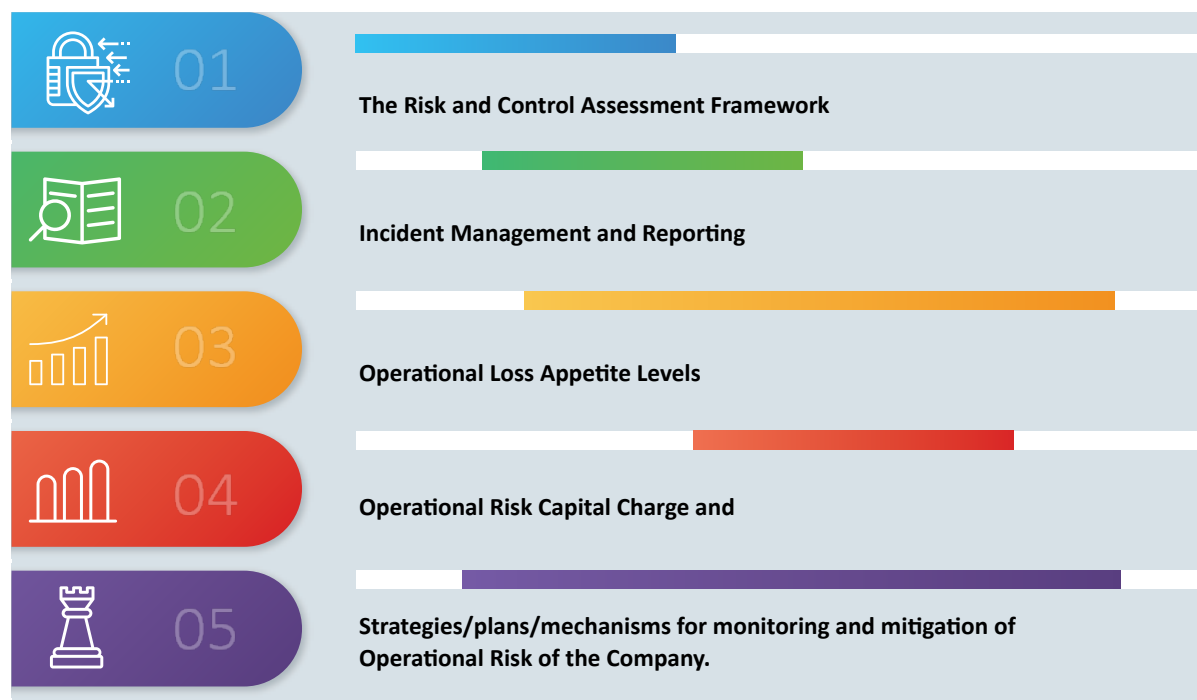 01
The Risk and Control Assessment Framework
02
Incident Management and Reporting
03
Operational Loss Appetite Levels
04
Operational Risk Capital Charge and
05
Strategies/plans/mechanisms for monitoring and mitigation of
Operational Risk of the Company.